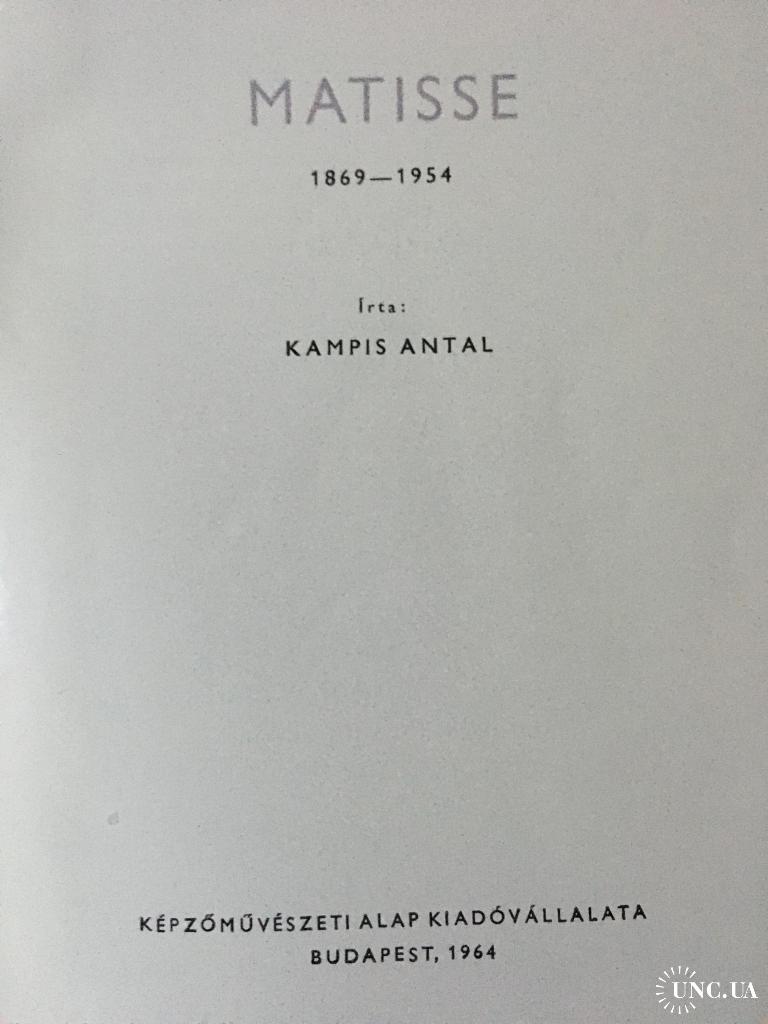 MATISSE
1869—1954
Írta:
KAMPIS ANTAL
KÉPZŐMŰVÉSZETI ALAP KIADÓVÁLLALATA
BUDAPEST, 1964
UNC.UA